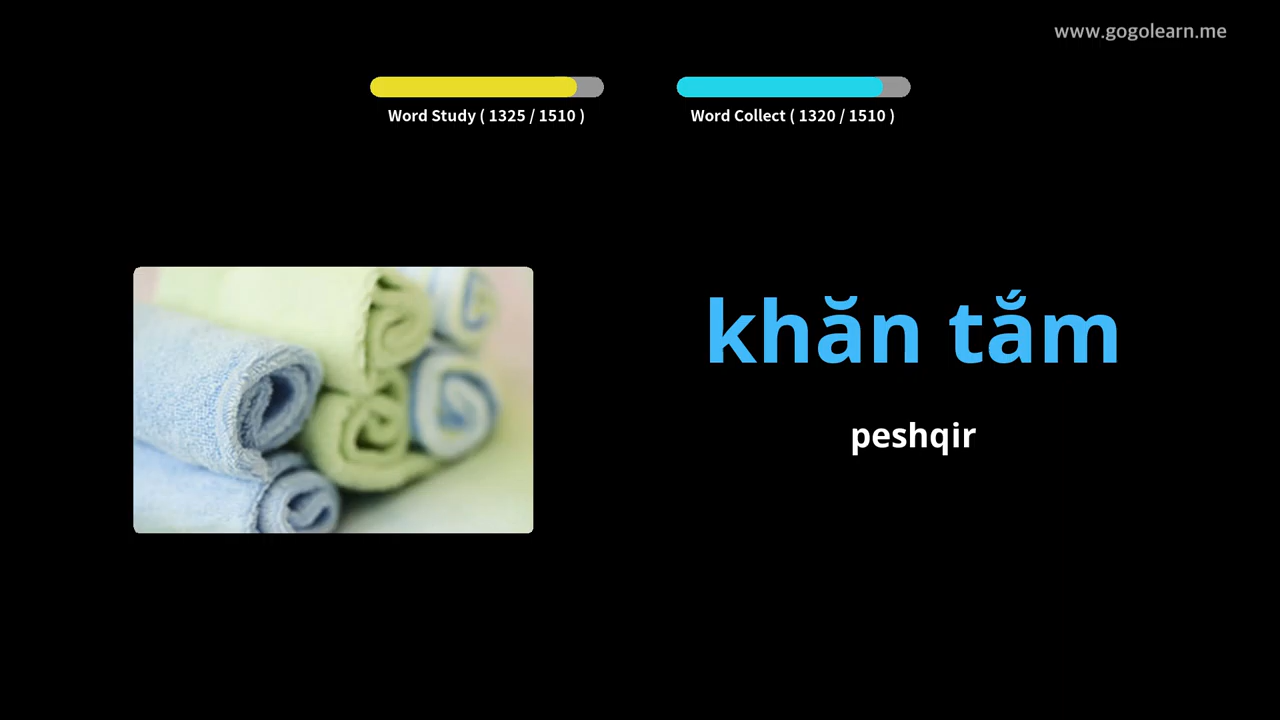 www.gogolearn.me
Word Study ( 1325 / 1510 )
Word Collect ( 1320 / 1510 )
khăn tắm
peshqir